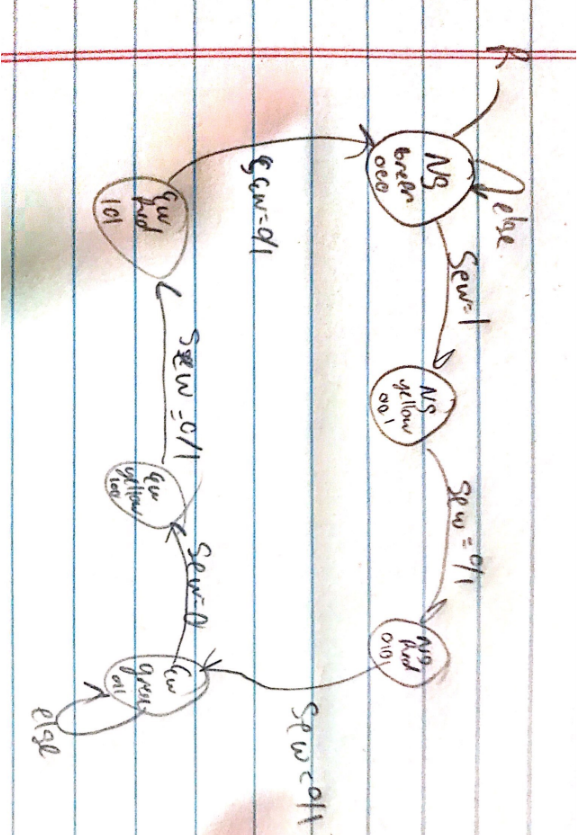 R
NS
Green
000
else
Sew=1
NS
yellow
001
Sew=0/1
NS
Red
Sew=0/1
EW
green
011
else
Sew=0
EW
yellow
100
Sew=0/1
EW
Red
101
Sew=0/1